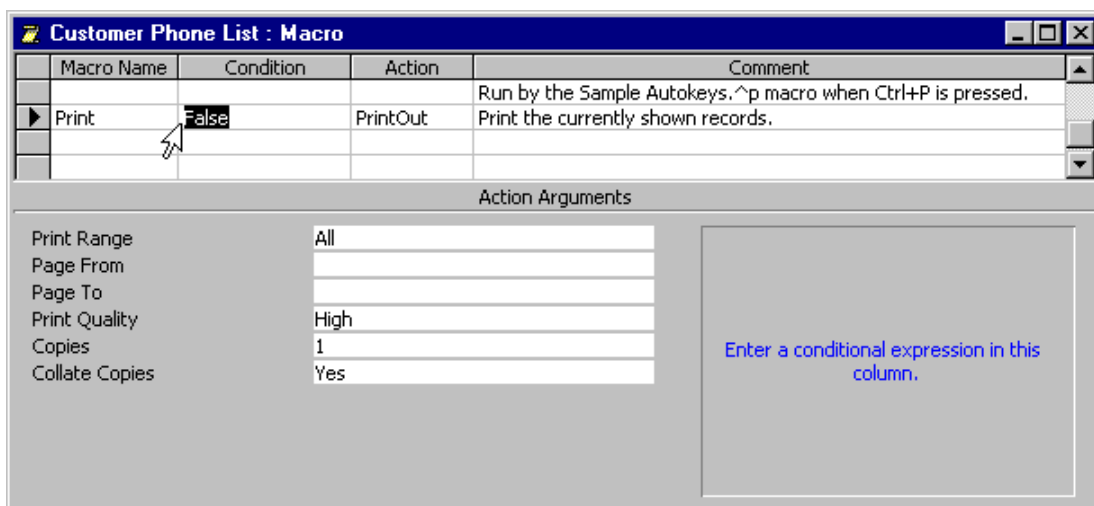 Customer Phone List : Macro
Macro Name Condition Action Comment
Run by the Sample Autokeys.^p macro when Ctrl+P is pressed.
Print False PrintOut Print the currently shown records.
Action Arguments
Print Range All
Page From
Page To
Print Quality High
Copies 1
Collate Copies Yes
Enter a conditional expression in this
column.